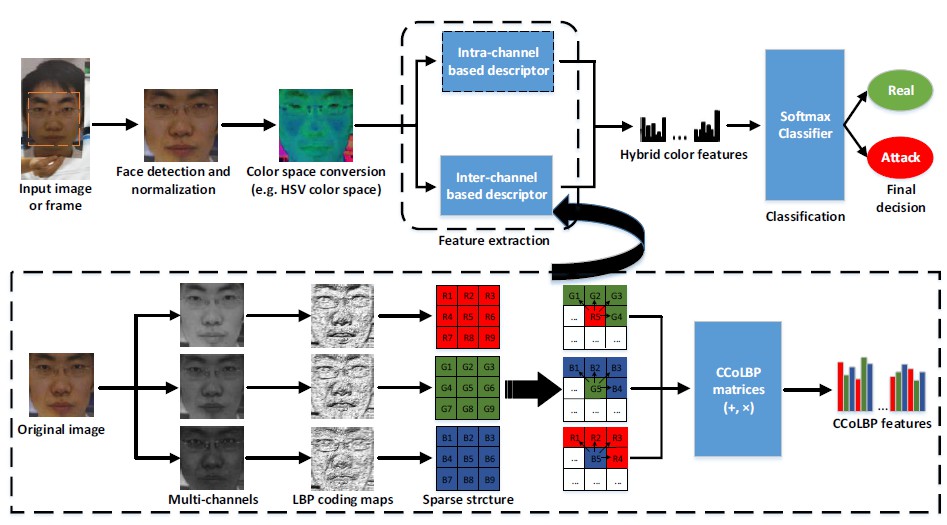 Intra-channel
based descriptor
Real
Softmax
Classifier
Attack
Hybrid color features
Face detection and
normalization
Color space conversion
(e.g. HSV color space)
Inter-channel
based descriptor
Input image
or frame
Final
decision
Classification
Feature extraction
R1 R2 R3
R4 R5 R6
R7 R8 R9
G1 G2 G3
... R5 G4
... ... ...
G1 G2 G3
G4 G5 G6
G7 G8 G9
B1 B2 B3
... G5 B4
... ... ...
CCoLBP
matrices
(+, ×)
...
CCoLBP features
Original image
B1 B2 B3
B4 B5 B6
B7 B8 B9
R1 R2 R3
... B5 R4
... ... ...
Multi-channels
LBP coding maps
Sparse strcture